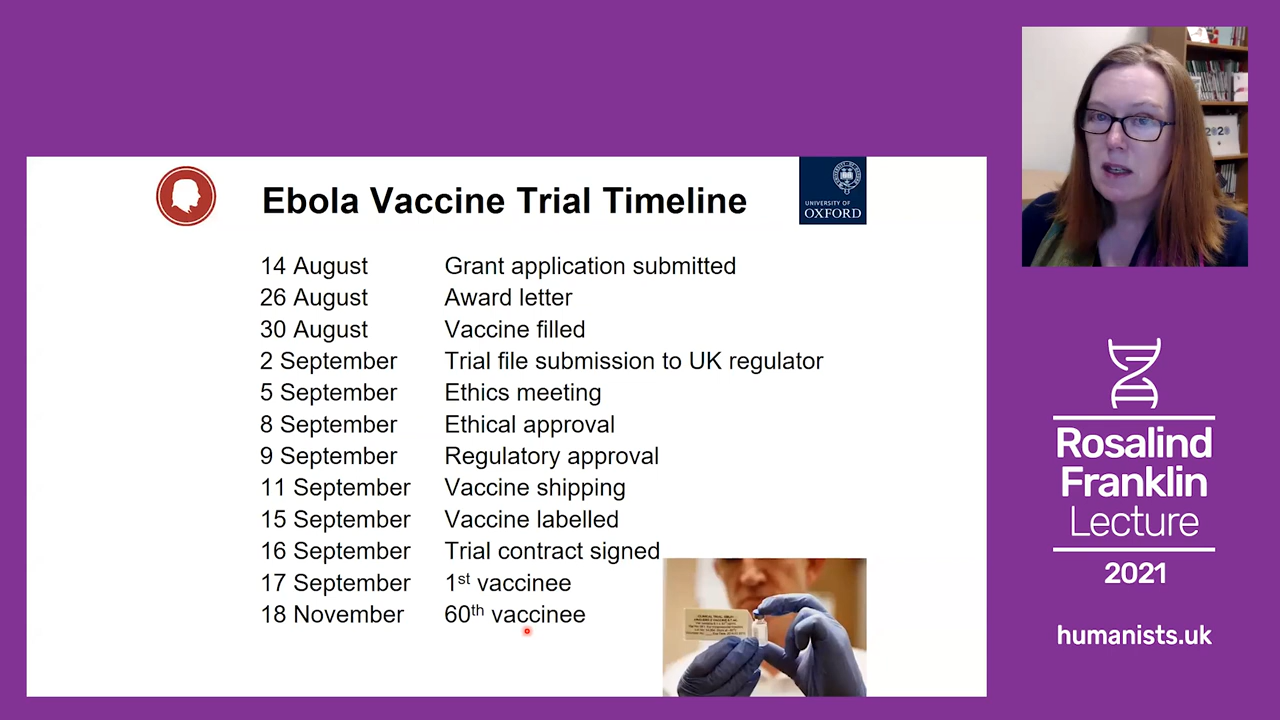 Ebola Vaccine Trial Timeline
UNIVERSITY OF
OXFORD
14 August Grant application submitted
26 August Award letter
30 August Vaccine filled
2 September Trial file submission to UK regulator
5 September Ethics meeting
8 September Ethical approval
9 September Regulatory approval
11 September Vaccine shipping
15 September Vaccine labelled
16 September Trial contract signed
17 September 1st vaccinee
18 November 60th vaccinee
Rosalind
Franklin
Lecture
2021
humanists.uk